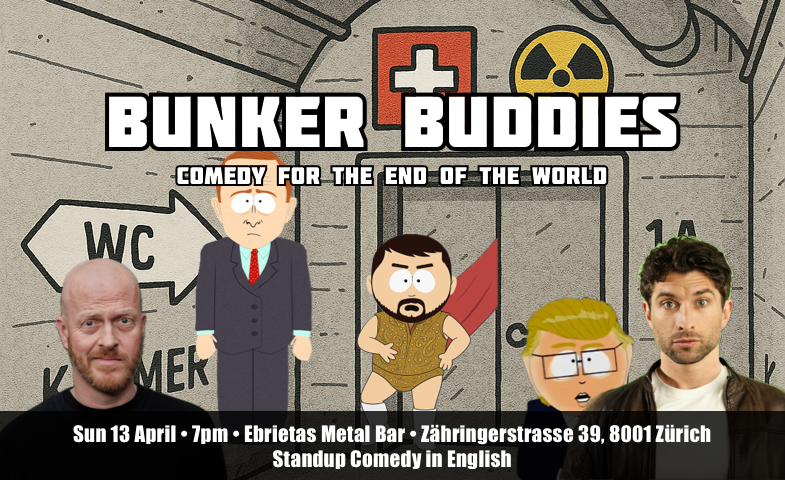 BUNKER BUDDIES
COMEDY FOR THE END OF THE WORLD
WC
1A
Sun 13 April • 7pm • Ebrietas Metal Bar • Zähringerstrasse 39, 8001 Zürich
Standup Comedy in English